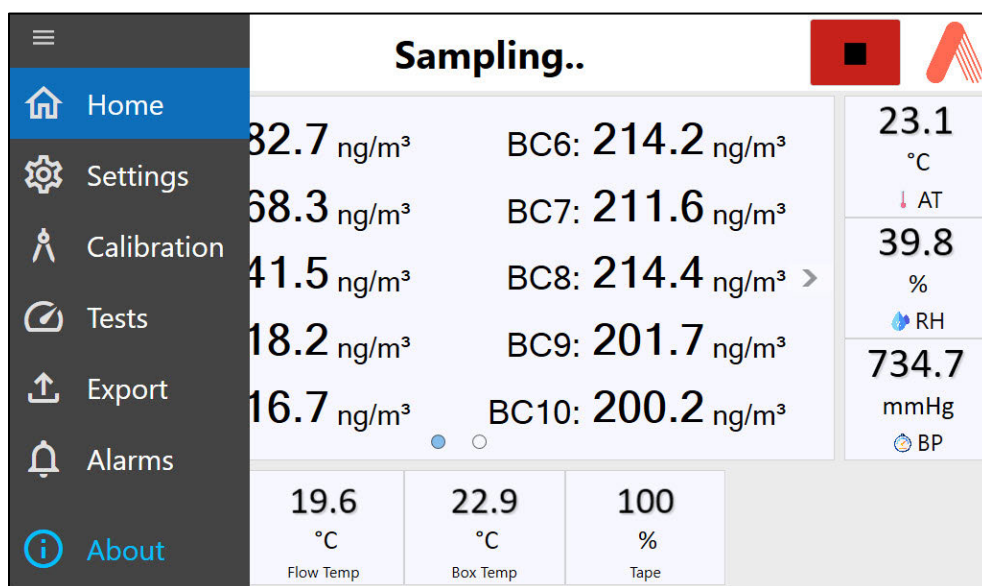 Sampling..
Home
Settings
Calibration
Tests
Export
Alarms
About
82.7 ng/m³ BC6: 214.2 ng/m³
68.3 ng/m³ BC7: 211.6 ng/m³
41.5 ng/m³ BC8: 214.4 ng/m³
18.2 ng/m³ BC9: 201.7 ng/m³
16.7 ng/m³ BC10: 200.2 ng/m³
23.1
°C
AT
39.8
%
RH
734.7
mmHg
BP
19.6
°C
Flow Temp
22.9
°C
Box Temp
100
%
Tape